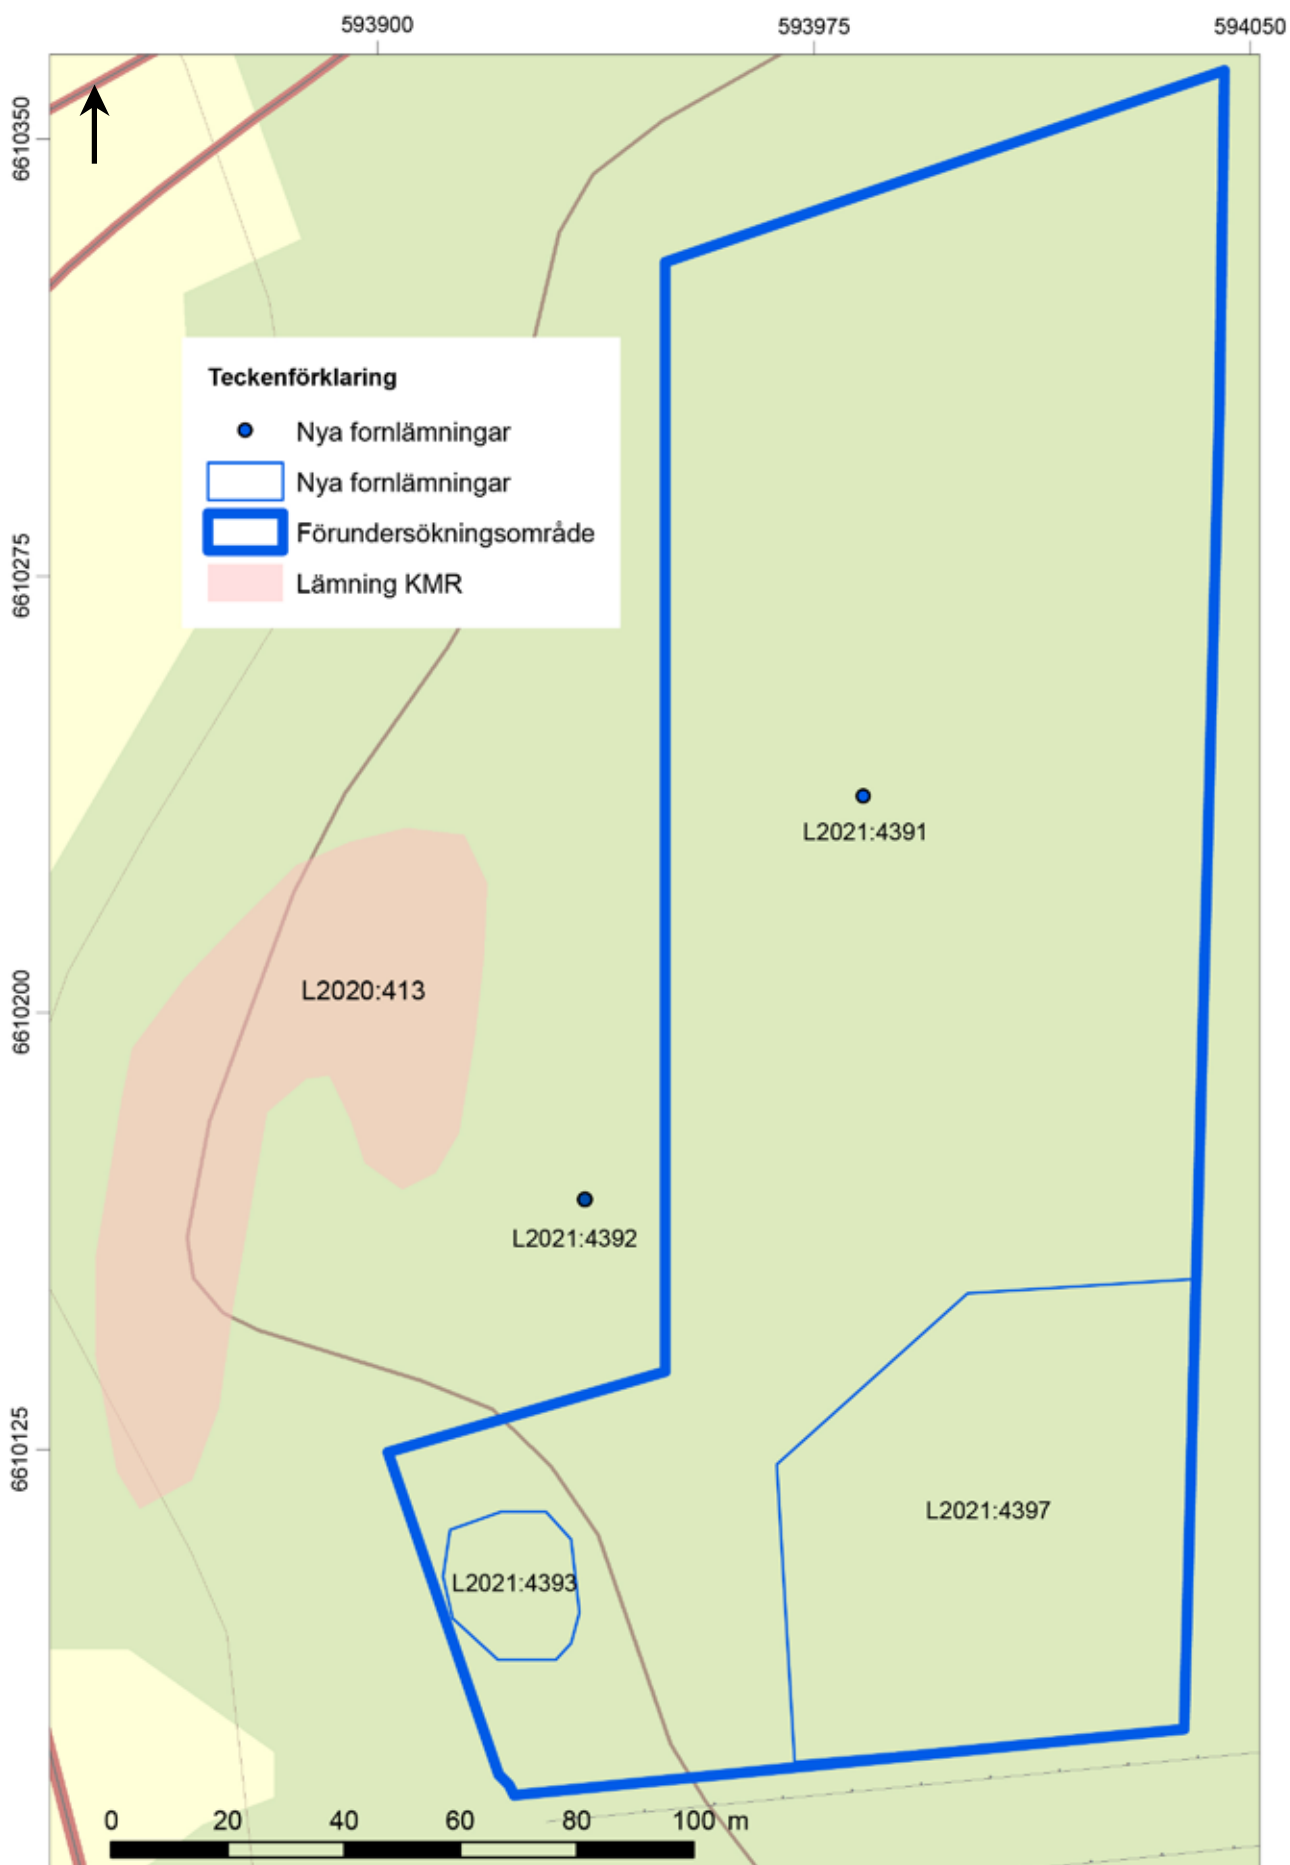 593900 593975 594050
6610350
Teckenförklaring
Nya fornlämningar
Nya fornlämningar
Förundersökningsområde
Lämning KMR
6610275
L2021:4391
L2020:413
6610200
L2021:4392
6610125
L2021:4397
L2021:4393
0 20 40 60 80 100 m